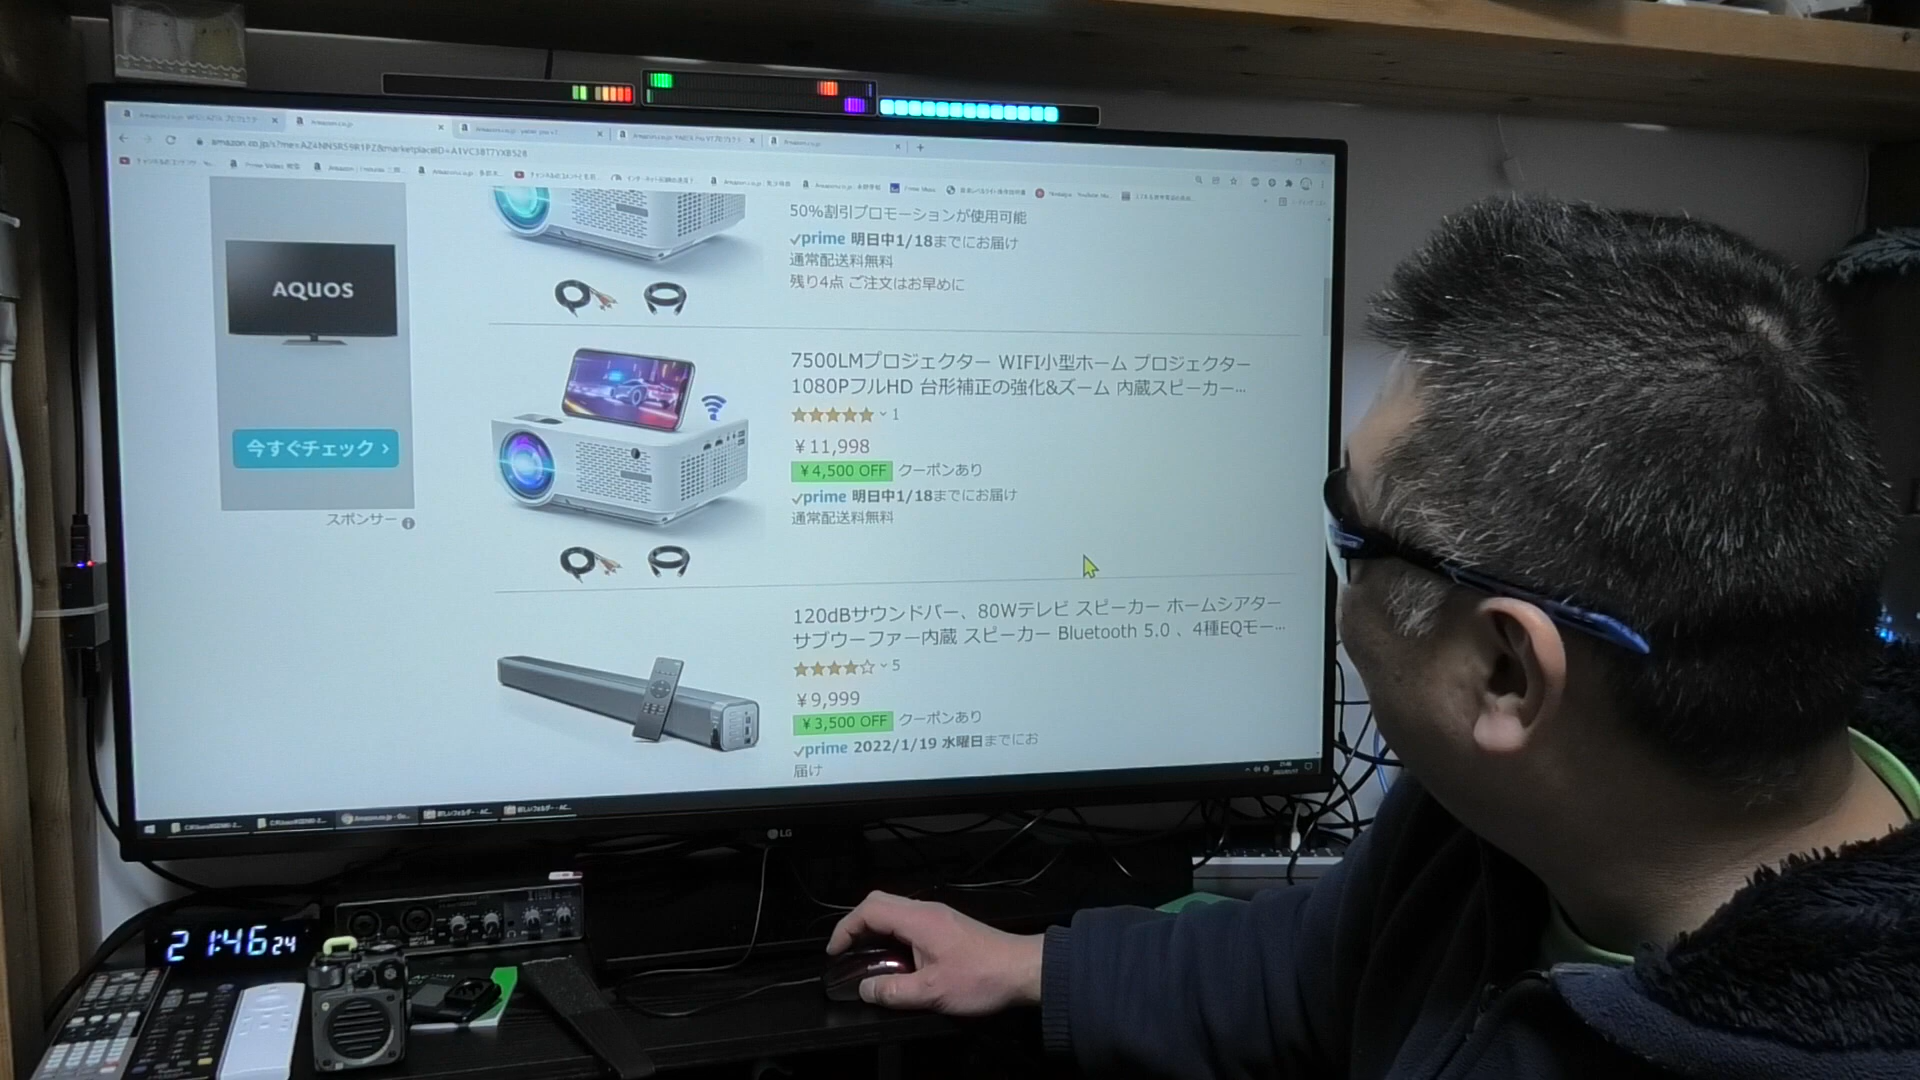 amazon.co.jp/s?me=AZ4NN5RS9R1PZ&marketplaceID=A1VC38T7YXB528
Prime Video
Prime Music
AQUOS
今すぐチェック
スポンサー
50%割引プロモーションが使用可能
prime 明日中1/18までにお届け
通常配送料無料
残り4点 ご注文はお早めに
7500LMプロジェクター WIFI小型ホーム プロジェクター
1080PフルHD 台形補正の強化&ズーム 内蔵スピーカー...
1
¥11,998
¥4,500 OFF クーポンあり
prime 明日中1/18までにお届け
通常配送料無料
120dBサウンドバー、80Wテレビ スピーカー ホームシアター
サブウーファー内蔵 スピーカー Bluetooth 5.0 、4種EQモー...
5
¥9,999
¥3,500 OFF クーポンあり
prime 2022/1/19 水曜日までにお
届け
LG
21:46 24